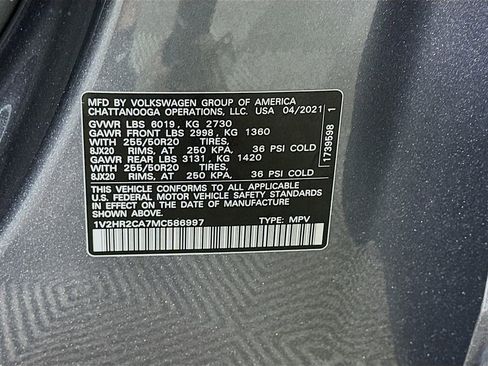 MFD BY VOLKSWAGEN GROUP OF AMERICA
CHATTANOOGA OPERATIONS, LLC. USA 04/2021
GVWR LBS 6019, KG 2730
GAWR FRONT LBS 2998, KG 1360
WITH 255/50R20 TIRES,
8JX20 RIMS, AT 250 KPA, 36 PSI COLD
GAWR REAR LBS 3131, KG 1420
WITH 255/50R20 TIRES,
8JX20 RIMS, AT 250 KPA, 36 PSI COLD
THIS VEHICLE CONFORMS TO ALL APPLICABLE
U.S. FEDERAL MOTOR VEHICLE SAFETY STANDARDS
IN EFFECT ON THE DATE OF MANUFACTURE SHOWN ABOVE.
1V2HR2CA7MC586997 TYPE: MPV
1739598 1